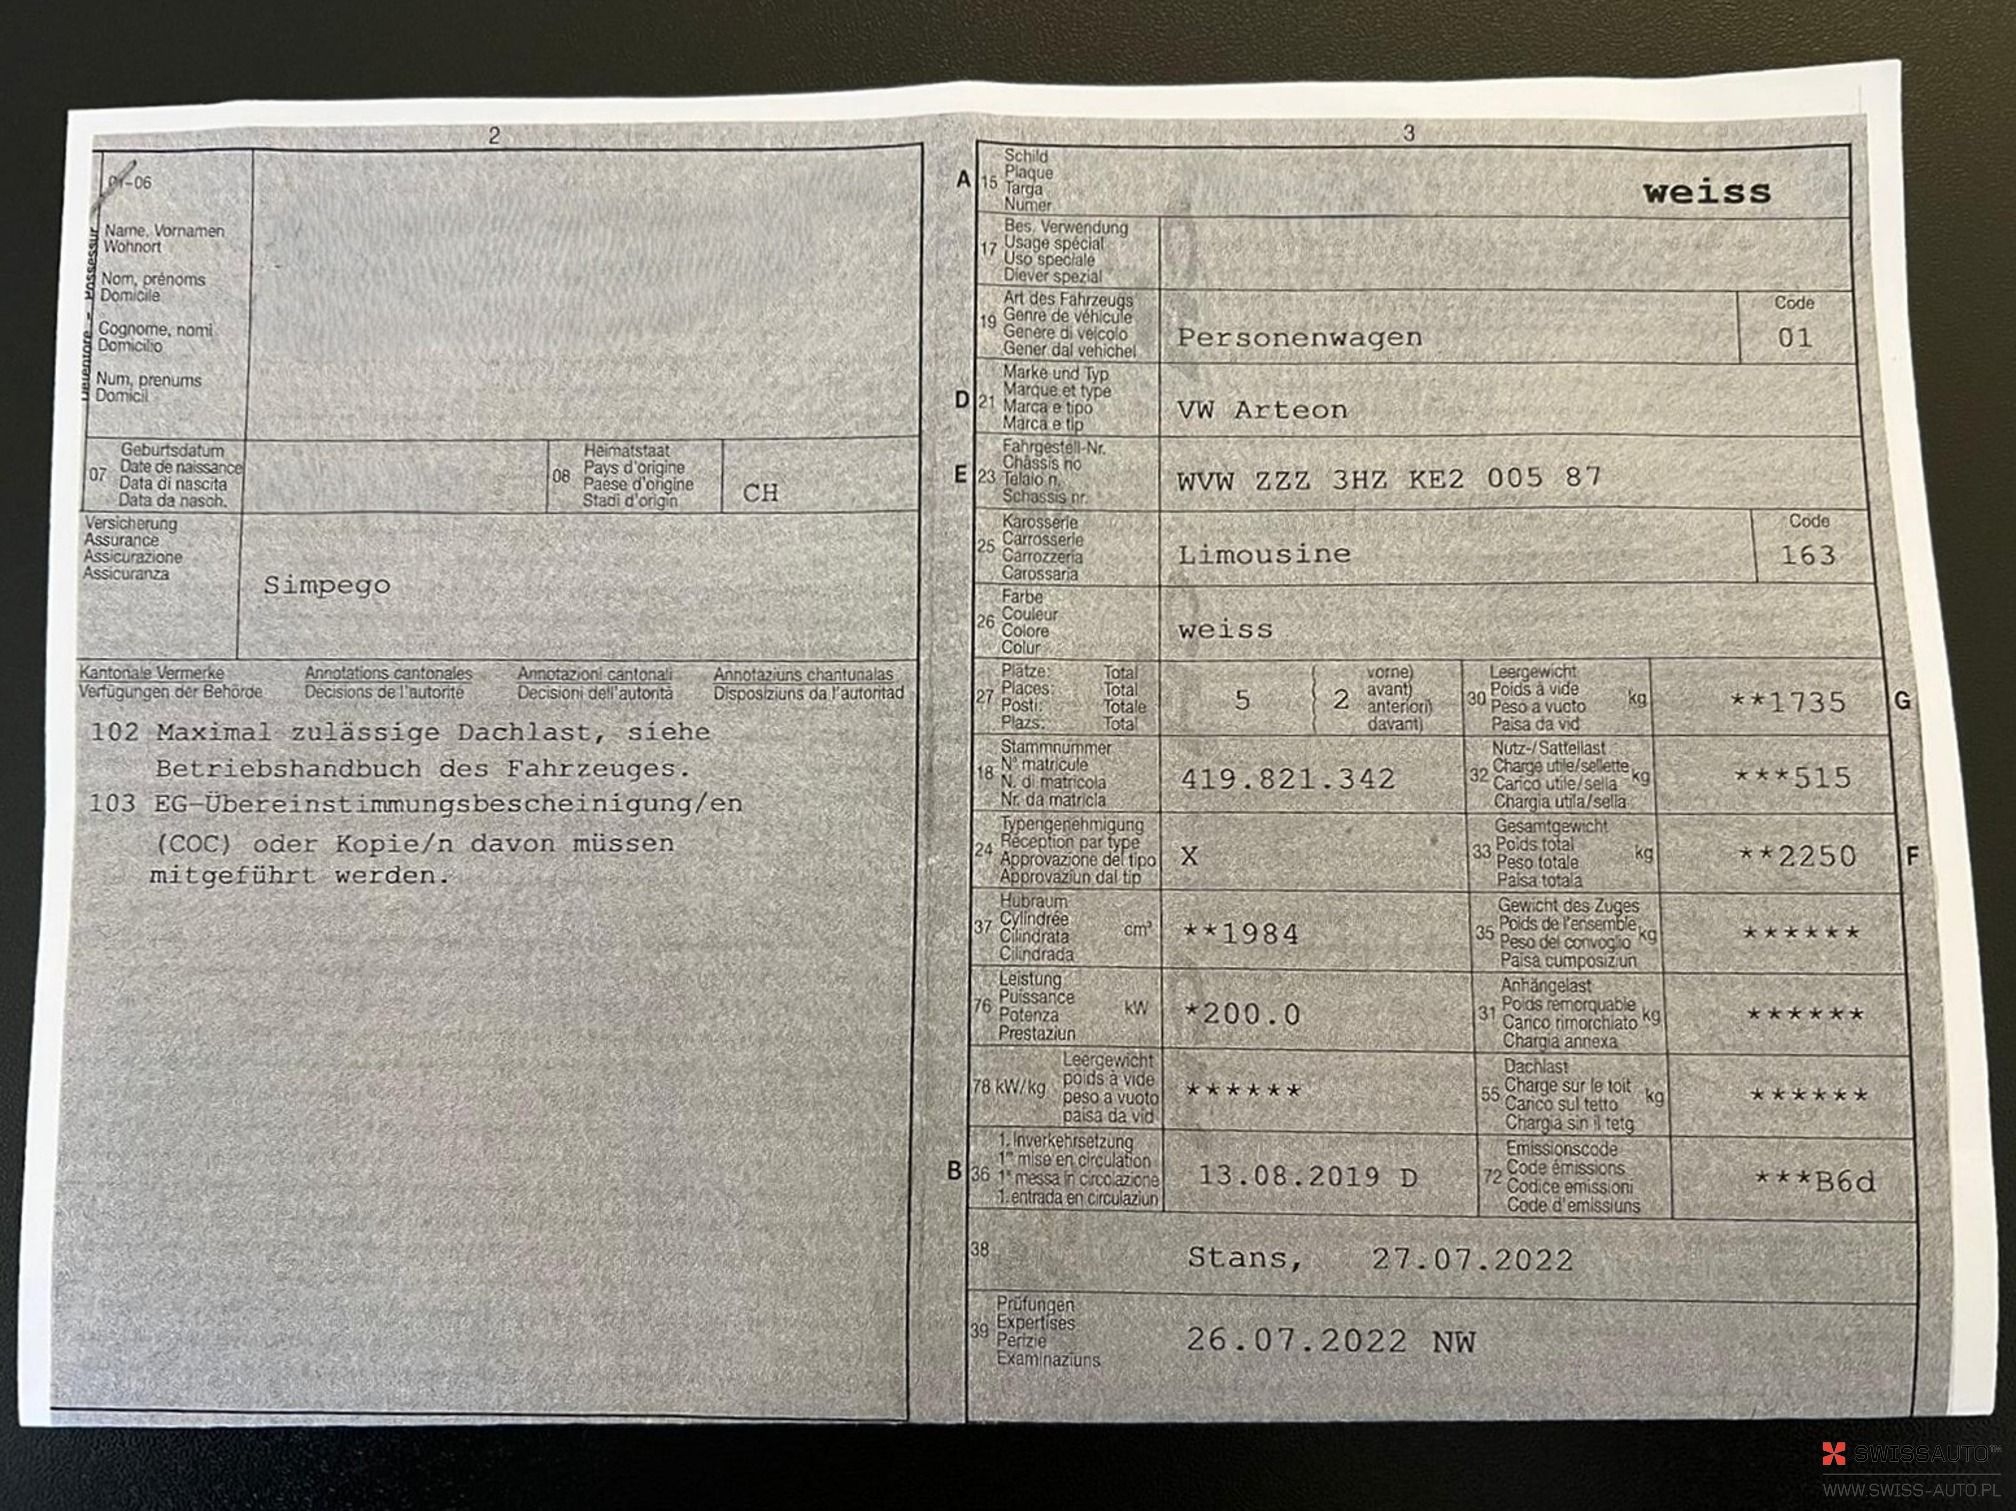 2
01-06
Name, Vornamen
Wohnort
Nom, prénoms
Domicile
Cognome, nomi
Domicilio
Num, prenums
Domicil
Detentore - Possessur
07
Geburtsdatum
Date de naissance
Data di nascita
Data da nasch.
08
Heimatstaat
Pays d'origine
Paese d'origine
Stadi d'origin
CH
Versicherung
Assurance
Assicurazione
Assicuranza
Simpego
Kantonale Vermerke Annotations cantonales Annotazioni cantonali Annotaziuns chantunalas
Verfügungen der Behörde Décisions de l'autorité Decisioni dell'autorità Disposiziuns da l'autoritad
102 Maximal zulässige Dachlast, siehe
Betriebshandbuch des Fahrzeuges.
103 EG-Übereinstimmungsbescheinigung/en
(COC) oder Kopie/n davon müssen
mitgeführt werden.
3
A 15
Schild
Plaque
Targa
Numer
weiss
17
Bes. Verwendung
Usage spécial
Uso speciale
Diever spezial
19
Art des Fahrzeugs
Genre de véhicule
Genere di veicolo
Gener dal vehichel
Personenwagen
Code
01
D 21
Marke und Typ
Marque et type
Marca e tipo
Marca e tip
VW Arteon
E 23
Fahrgestell-Nr.
Châssis no
Telaio n.
Schassis nr.
WVW ZZZ 3HZ KE2 005 87
25
Karosserie
Carrosserie
Carrozzeria
Carossaria
Limousine
Code
163
26
Farbe
Couleur
Colore
Colur
weiss
27
Plätze: Total
Places: Total
Posti: Totale
Plazs: Total
5
2
vorne)
avant)
anteriori)
davant)
30
Leergewicht
Poids à vide
Peso a vuoto
Paisa da vid
kg
**1735
G
18
Stammnummer
N° matricule
N. di matricola
Nr. da matricla
419.821.342
32
Nutz-/Sattellast
Charge utile/sellette
Carico utile/sella
Chargia utila/sella
kg
***515
24
Typengenehmigung
Réception par type
Approvazione del tipo
Approvaziun dal tip
X
33
Gesamtgewicht
Poids total
Peso totale
Paisa totala
kg
**2250
F
37
Hubraum
Cylindrée
Cilindrata
Cilindrada
cm³
**1984
35
Gewicht des Zuges
Poids de l'ensemble
Peso del convoglio
Paisa cumposiziun
kg
******
76
Leistung
Puissance
Potenza
Prestaziun
kW
*200.0
31
Anhängelast
Poids remorquable
Carico rimorchiato
Chargia annexa
kg
******
78 kW/kg
Leergewicht
poids à vide
peso a vuoto
paisa da vid
******
55
Dachlast
Charge sur le toit
Carico sul tetto
Chargia sin il tetg
kg
******
B 36
1. Inverkehrsetzung
1re mise en circulation
1a messa in circolazione
1. entrada en circulaziun
13.08.2019 D
72
Emissionscode
Code émissions
Codice emissioni
Code d'emissiuns
***B6d
38
Stans, 27.07.2022
39
Prüfungen
Expertises
Perizie
Examinaziuns
26.07.2022 NW
SWISSAUTO™
WWW.SWISS-AUTO.PL